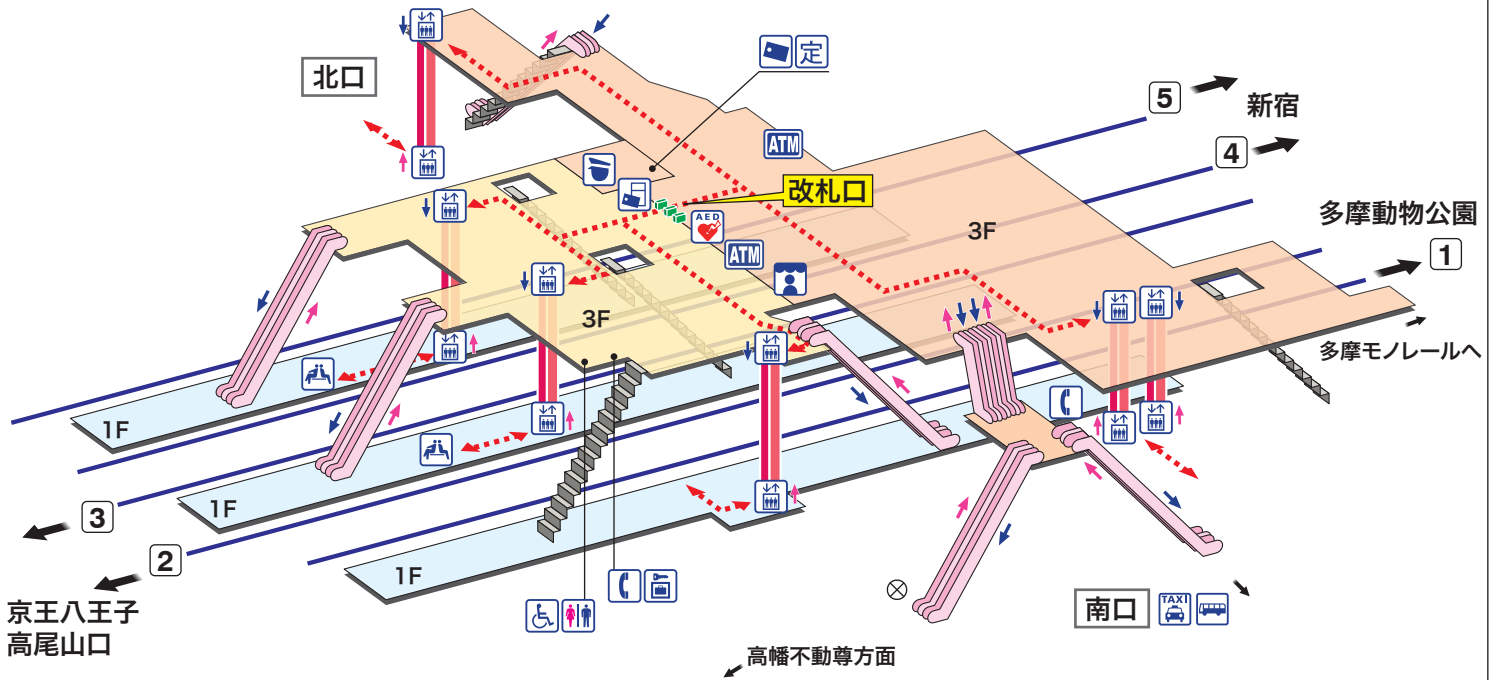 北口
定
5
新宿
4
ATM
改札口
多摩動物公園
AED
1
3F
ATM
3F
多摩モノレールへ
1F
3
1F
2
1F
京王八王子
高尾山口
南口
TAXI
高幡不動尊方面